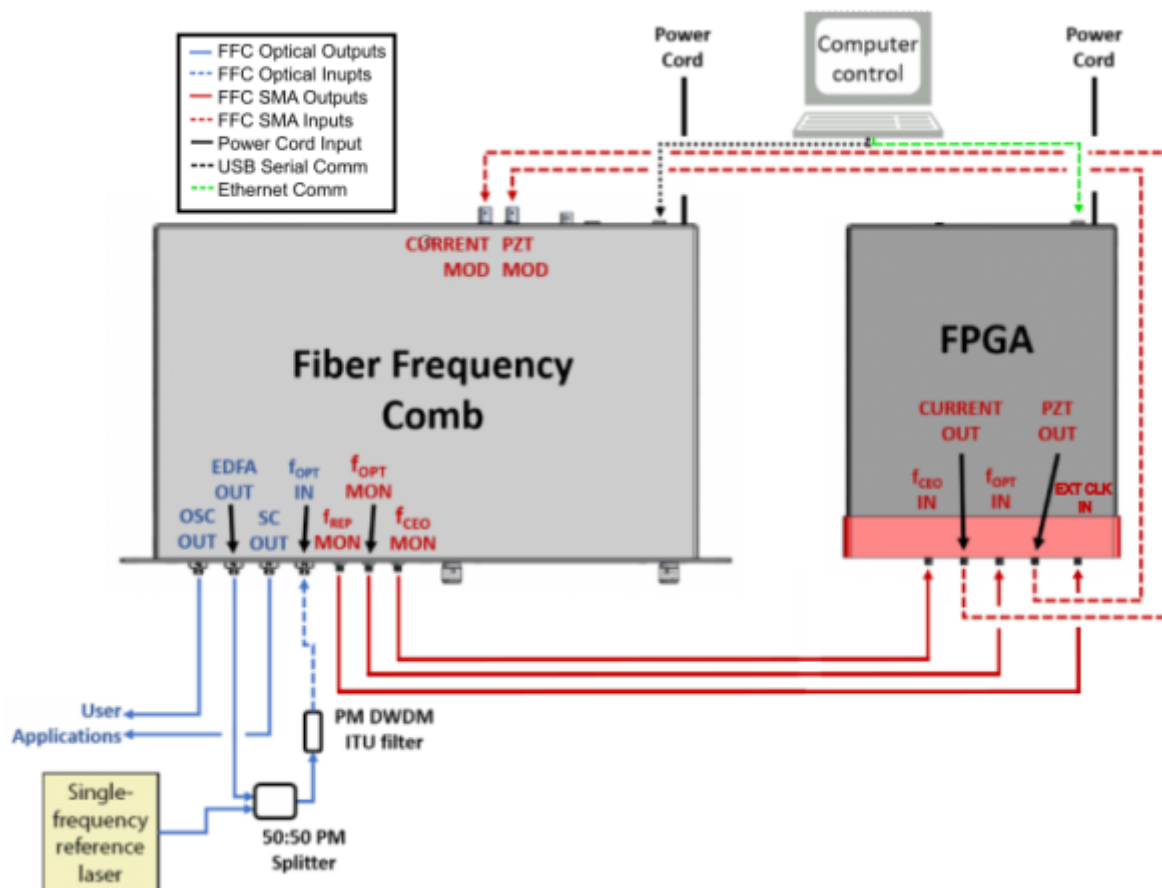 FFC Optical Outputs
FFC Optical Inupts
FFC SMA Outputs
FFC SMA Inputs
Power Cord Input
USB Serial Comm
Ethernet Comm
Power
Cord
Computer
control
Power
Cord
CURRENT
MOD
PZT
MOD
Fiber Frequency
Comb
FPGA
EDFA
OUT
fOPT
IN
fOPT
MON
OSC
OUT
SC
OUT
fREP
MON
fCEO
MON
CURRENT
OUT
PZT
OUT
fCEO
IN
fOPT
IN
EXT CLK
IN
User
Applications
PM DWDM
ITU filter
Single-
frequency
reference
laser
50:50 PM
Splitter